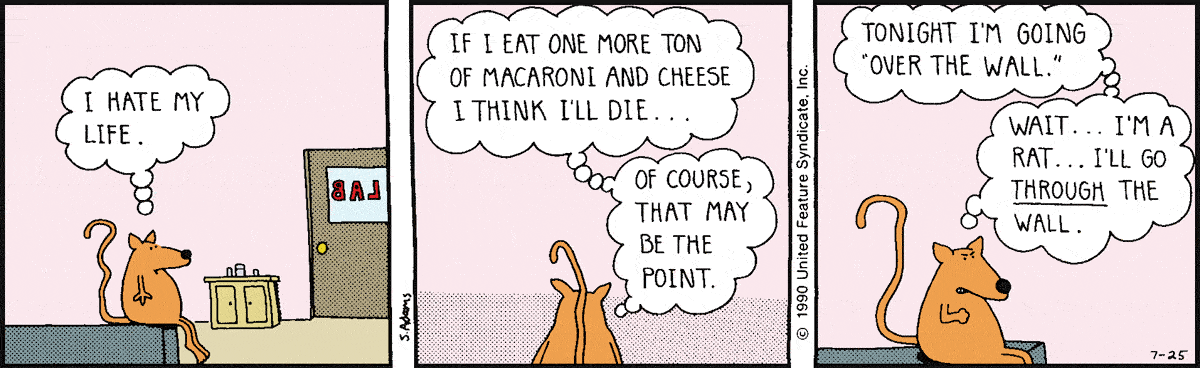 I HATE MY
LIFE.
LAB
S. Adams
IF I EAT ONE MORE TON
OF MACARONI AND CHEESE
I THINK I'LL DIE...
OF COURSE,
THAT MAY
BE THE
POINT.
© 1990 United Feature Syndicate, Inc.
TONIGHT I'M GOING
"OVER THE WALL."
WAIT... I'M A
RAT... I'LL GO
THROUGH THE
WALL.
7-25